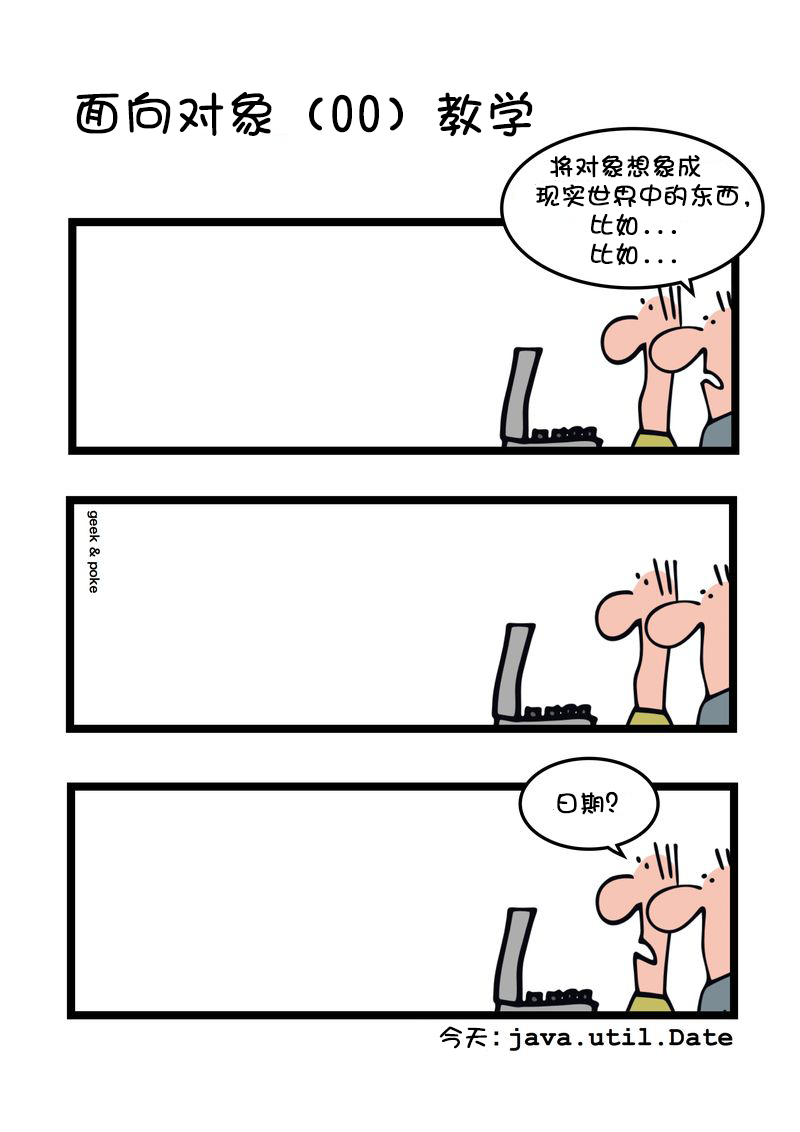 面向对象（OO）教学
将对象想象成
现实世界中的东西，
比如...
比如...
geek & poke
日期？
今天：java.util.Date